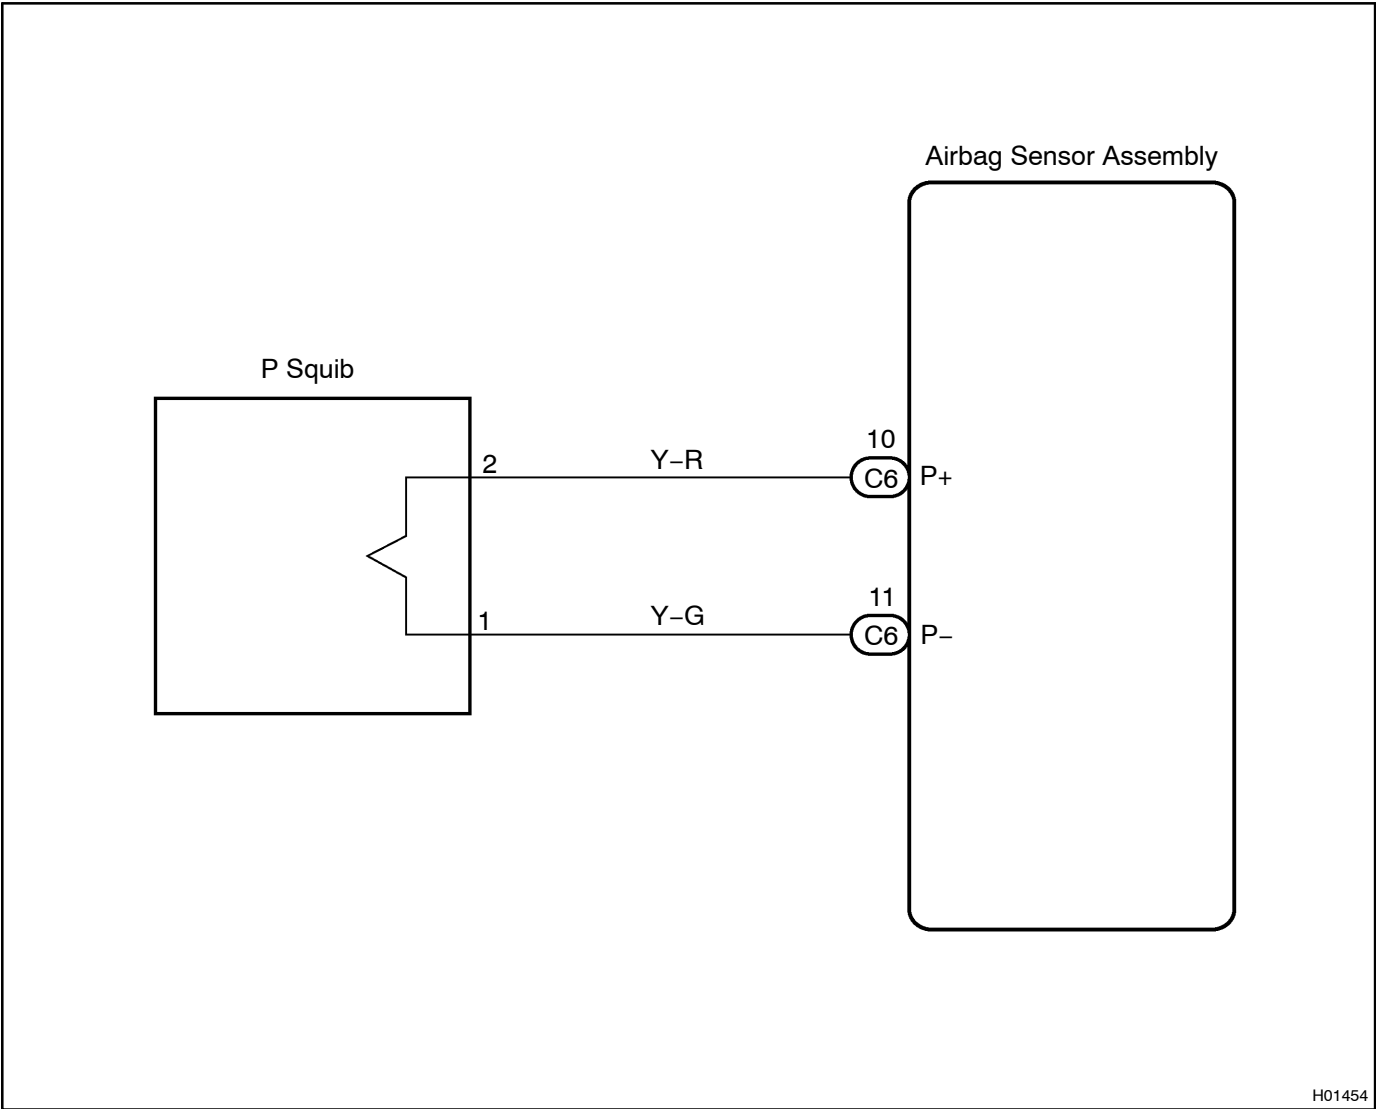 Airbag Sensor Assembly
P Squib
10
2
Y−R
C6
P+
11
1
Y−G
C6
P−
H01454